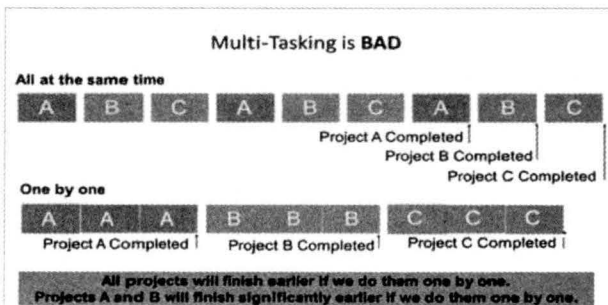 Multi-Tasking is BAD
All at the same time
A B C A B C A B C
Project A Completed
Project B Completed
Project C Completed
One by one
A A A B B B C C C
Project A Completed Project B Completed Project C Completed
All projects will finish earlier if we do them one by one.
Projects A and B will finish significantly earlier if we do them one by one.